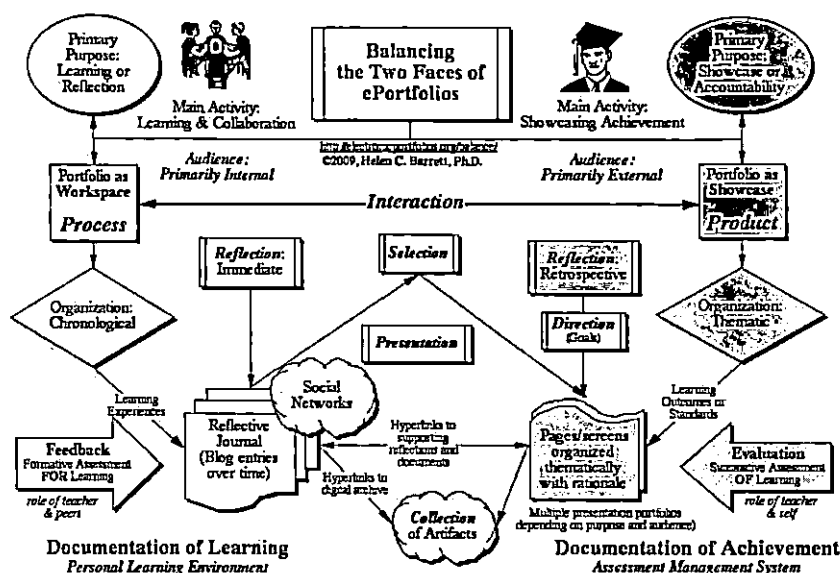 Primary
Purpose:
Learning or
Reflection
Main Activity:
Learning & Collaboration
Balancing
the Two Faces of
ePortfolios
Main Activity:
Showcasing Achievement
Primary
Purpose:
Showcase or
Accountability
©2009, Helen C. Barrett, Ph.D.
Audience:
Primarily Internal
Audience:
Primarily External
Portfolio as
Workspace
Process
Interaction
Portfolio as
Showcase
Product
Reflection:
Immediate
Selection
Reflection:
Retrospective
Organization:
Chronological
Presentation
Direction
(Goals)
Organization:
Thematic
Learning
Experiences
Social
Networks
Learning
Outcomes or
Standards
Reflective
Journal
(Blog entries
over time)
Hyperlinks to
supporting
reflections and
documents
Pages/screens
organized
thematically
with rationale
Feedback
Formative Assessment
FOR Learning
role of teacher
& peers
Hyperlinks to
digital archive
Collection
of Artifacts
Multiple presentation portfolios
depending on purpose and audience)
Evaluation
Summative Assessment
OF Learning
role of teacher
& self
Documentation of Learning
Personal Learning Environment
Documentation of Achievement
Assessment Management System